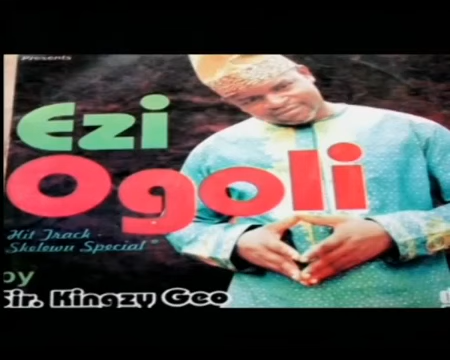 Presents
Ezi
Ogoli
Hit Track -
Skelewu Special"
by
Sir. Kingzy Geo